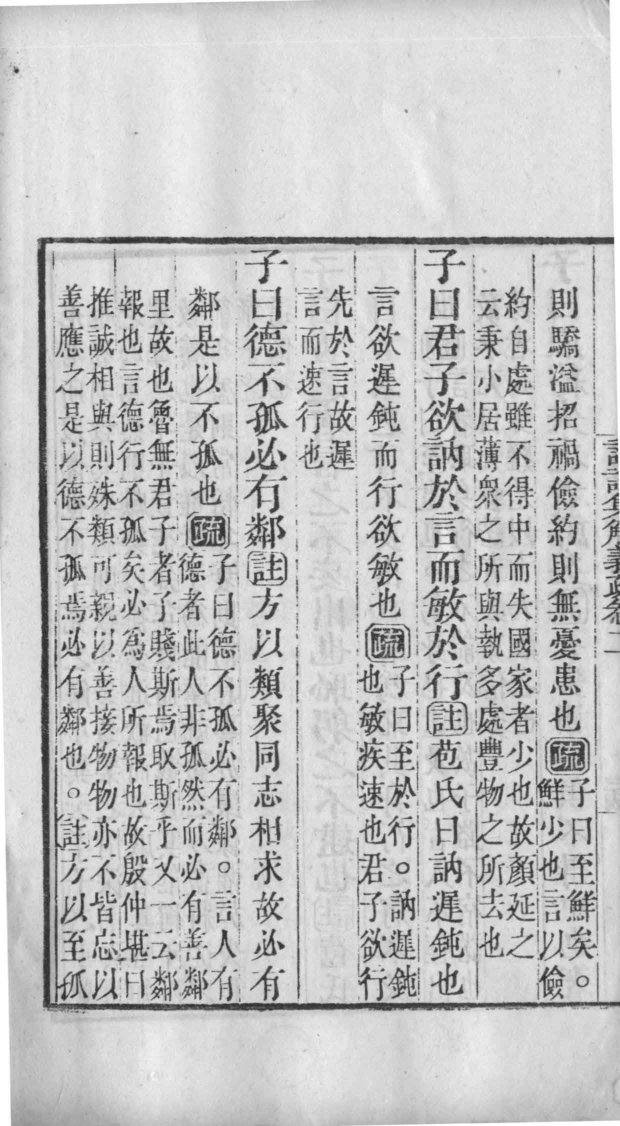 論語集解義疏卷二
則驕溢招禍儉約則無憂患也疏子曰至鮮矣。
鮮少也言以儉
約自處雖不得中而失國家者少也故顏延之
云秉小居薄衆之所與執多處豐物之所去也
子曰君子欲訥於言而敏於行註苞氏曰訥遲鈍也
言欲遲鈍而行欲敏也疏子曰至於行。訥遲鈍
也敏疾速也君子欲行
先於言故遲
言而速行也
子曰德不孤必有鄰註方以類聚同志相求故必有
鄰是以不孤也疏子曰德不孤必有鄰。言人有
德者此人非孤然而必有善鄰
里故也魯無君子者子賤斯焉取斯乎又一云鄰
報也言德行不孤矣必為人所報也故殷仲堪曰
推誠相與則殊類可親以善接物物亦不皆忘以
善應之是以德不孤焉必有鄰也。註方以至孤